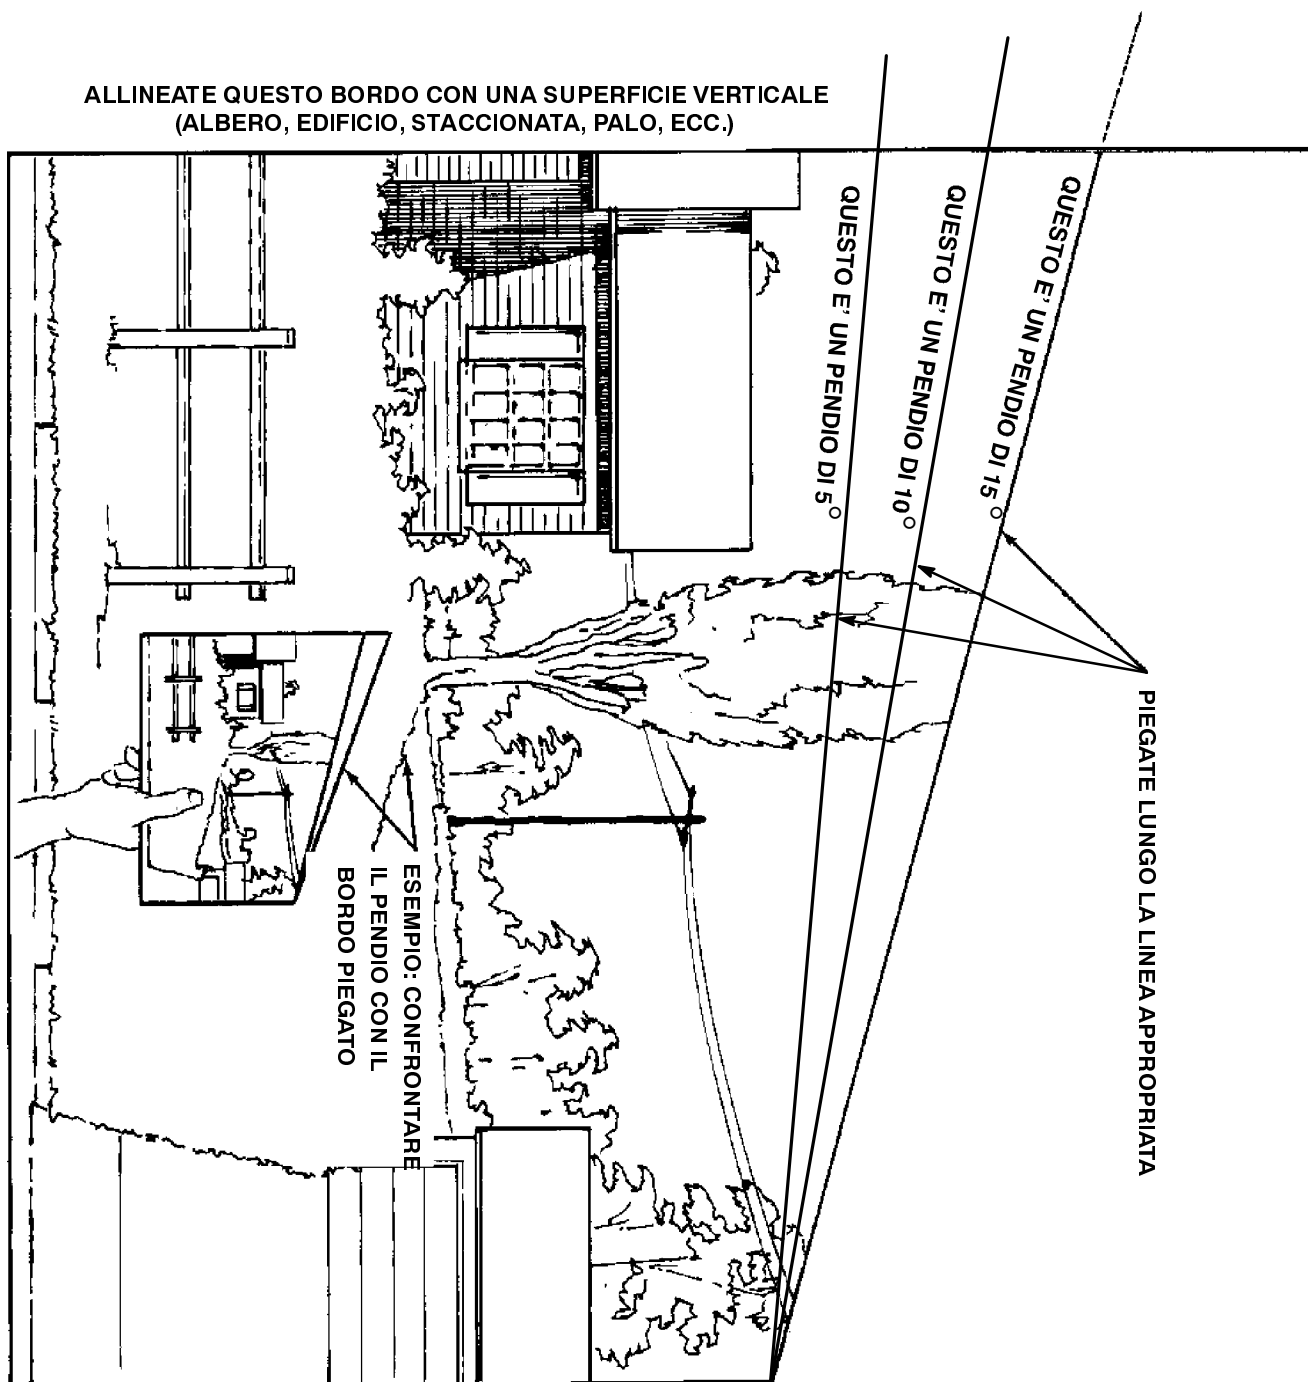 ALLINEATE QUESTO BORDO CON UNA SUPERFICIE VERTICALE
(ALBERO, EDIFICIO, STACCIONATA, PALO, ECC.)
QUESTO E' UN PENDIO DI 5°
QUESTO E' UN PENDIO DI 10°
QUESTO E' UN PENDIO DI 15°
PIEGATE LUNGO LA LINEA APPROPRIATA
ESEMPIO: CONFRONTARE
IL PENDIO CON IL
BORDO PIEGATO